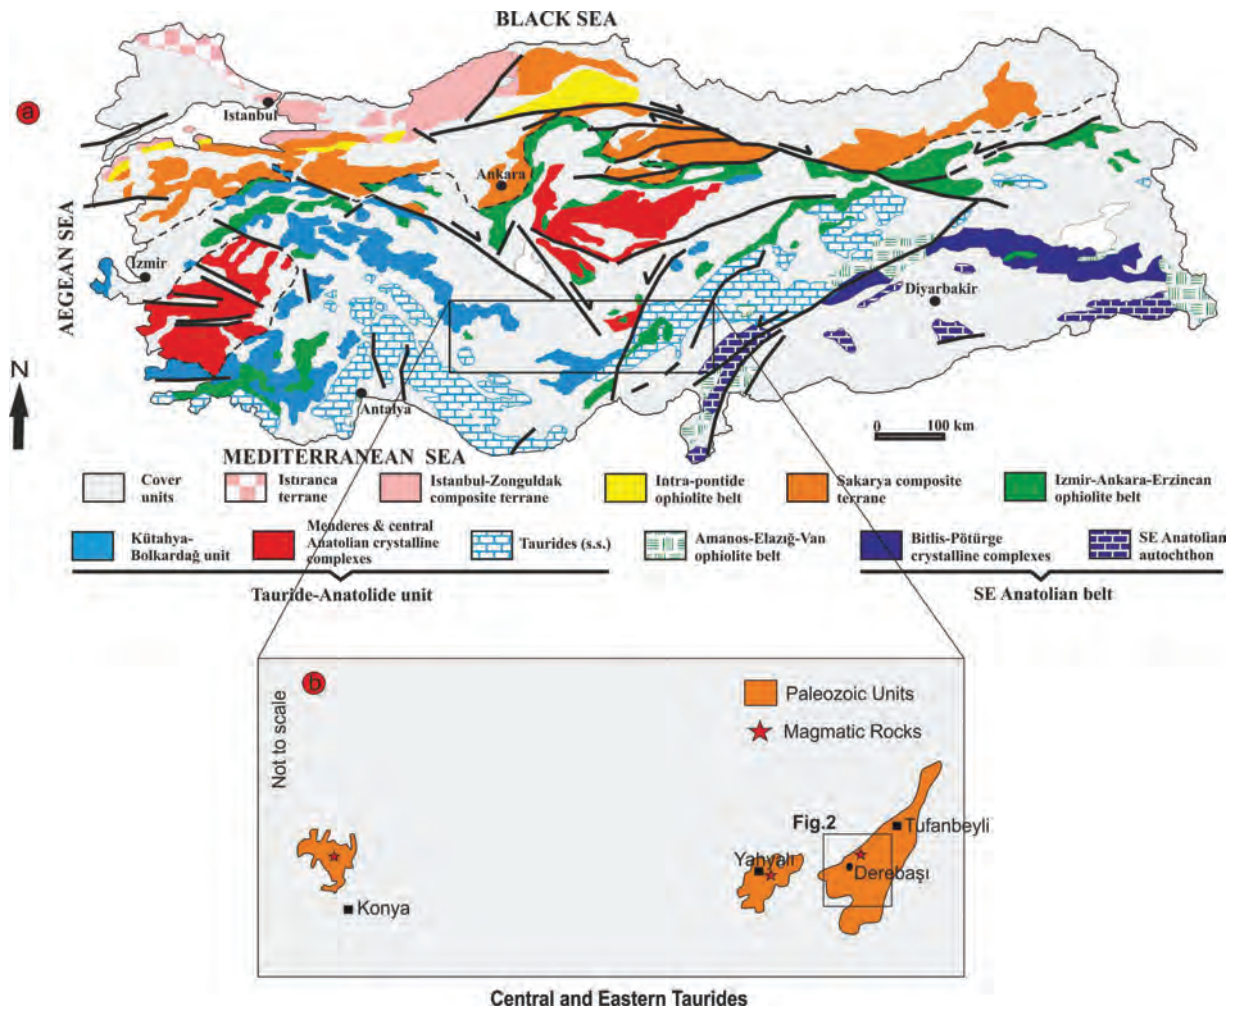 BLACK SEA
a
Istanbul
Ankara
AEGEAN SEA
Izmir
Diyarbakir
N
Antalya
0 100 km
MEDITERRANEAN SEA
Cover
units
Istıranca
terrane
Istanbul-Zonguldak
composite terrane
Intra-pontide
ophiolite belt
Sakarya composite
terrane
Izmir-Ankara-Erzincan
ophiolite belt
Kütahya-
Bolkardağ unit
Menderes & central
Anatolian crystalline
complexes
Taurides (s.s.)
Amanos-Elazığ-Van
ophiolite belt
Bitlis-Pötürge
crystalline complexes
SE Anatolian
autochthon
Tauride-Anatolide unit
SE Anatolian belt
b
Not to scale
Paleozoic Units
Magmatic Rocks
Fig.2
Tufanbeyli
Yahyalı
Derebaşı
Konya
Central and Eastern Taurides